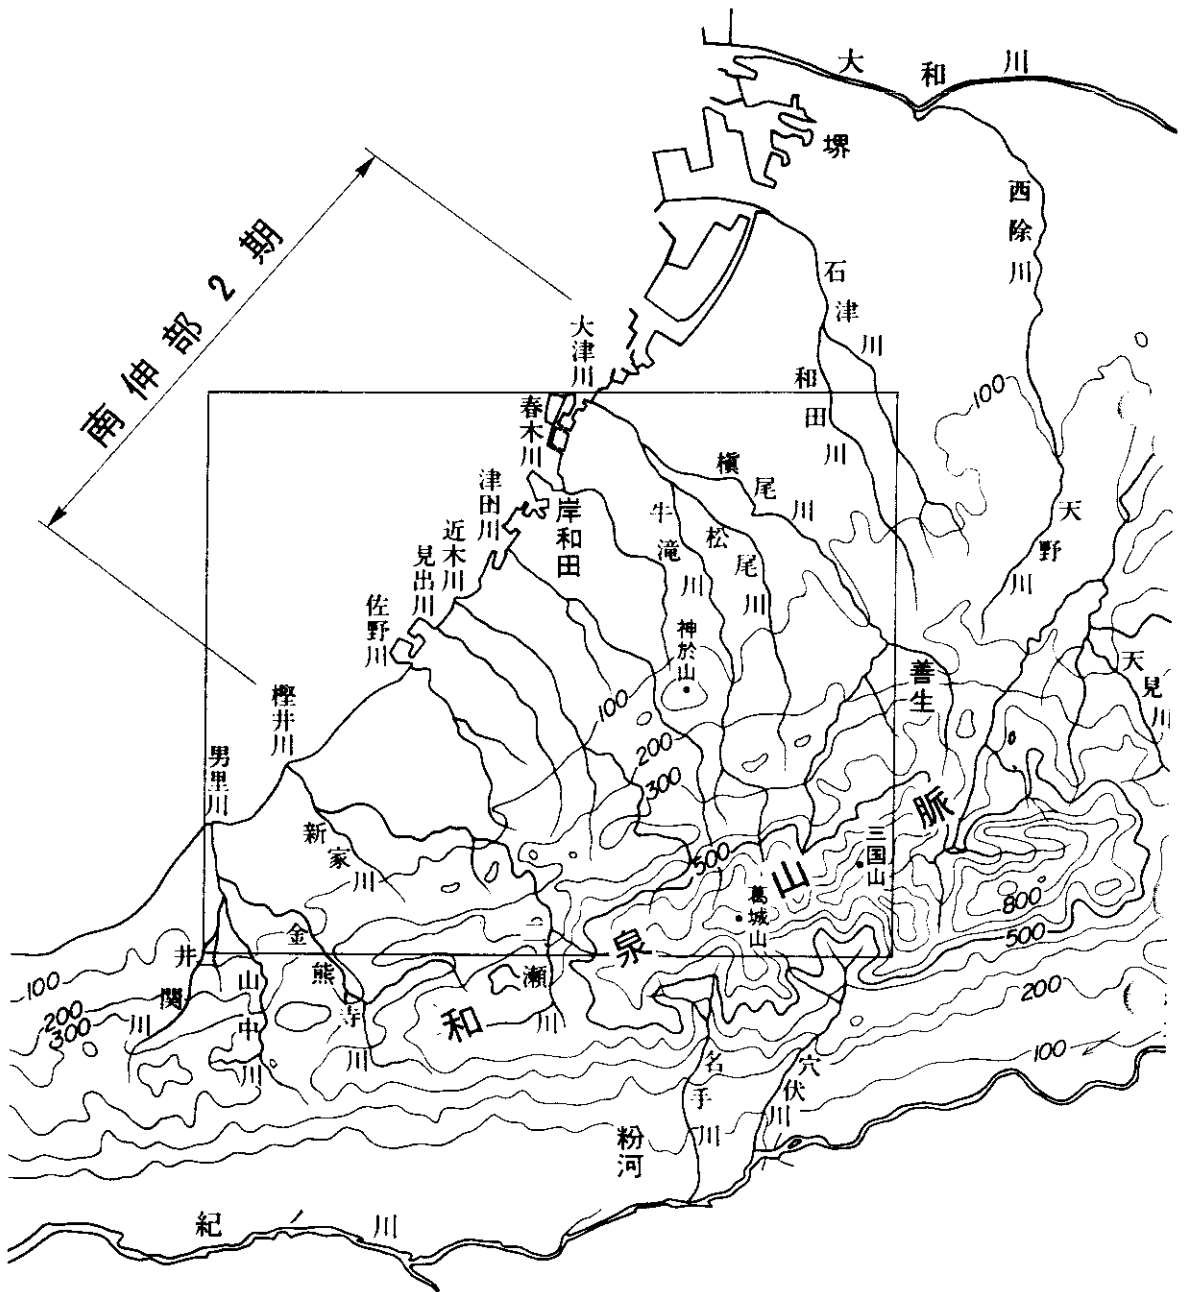 大和川
堺
西除川
南伸部2期
石津川
大津川
和田川
春木川
100
槇尾川
津田川
岸和田
牛滝川
松尾川
天野川
近木川
見出川
佐野川
神於山
善生
天見川
樫井川
100
200
300
男里川
新家川
500
三国山
葛城山
800
500
和泉山脈
金熊寺川
井関川
山中川
二瀬川
100
200
300
200
100
名手川
穴伏川
粉河
紀ノ川